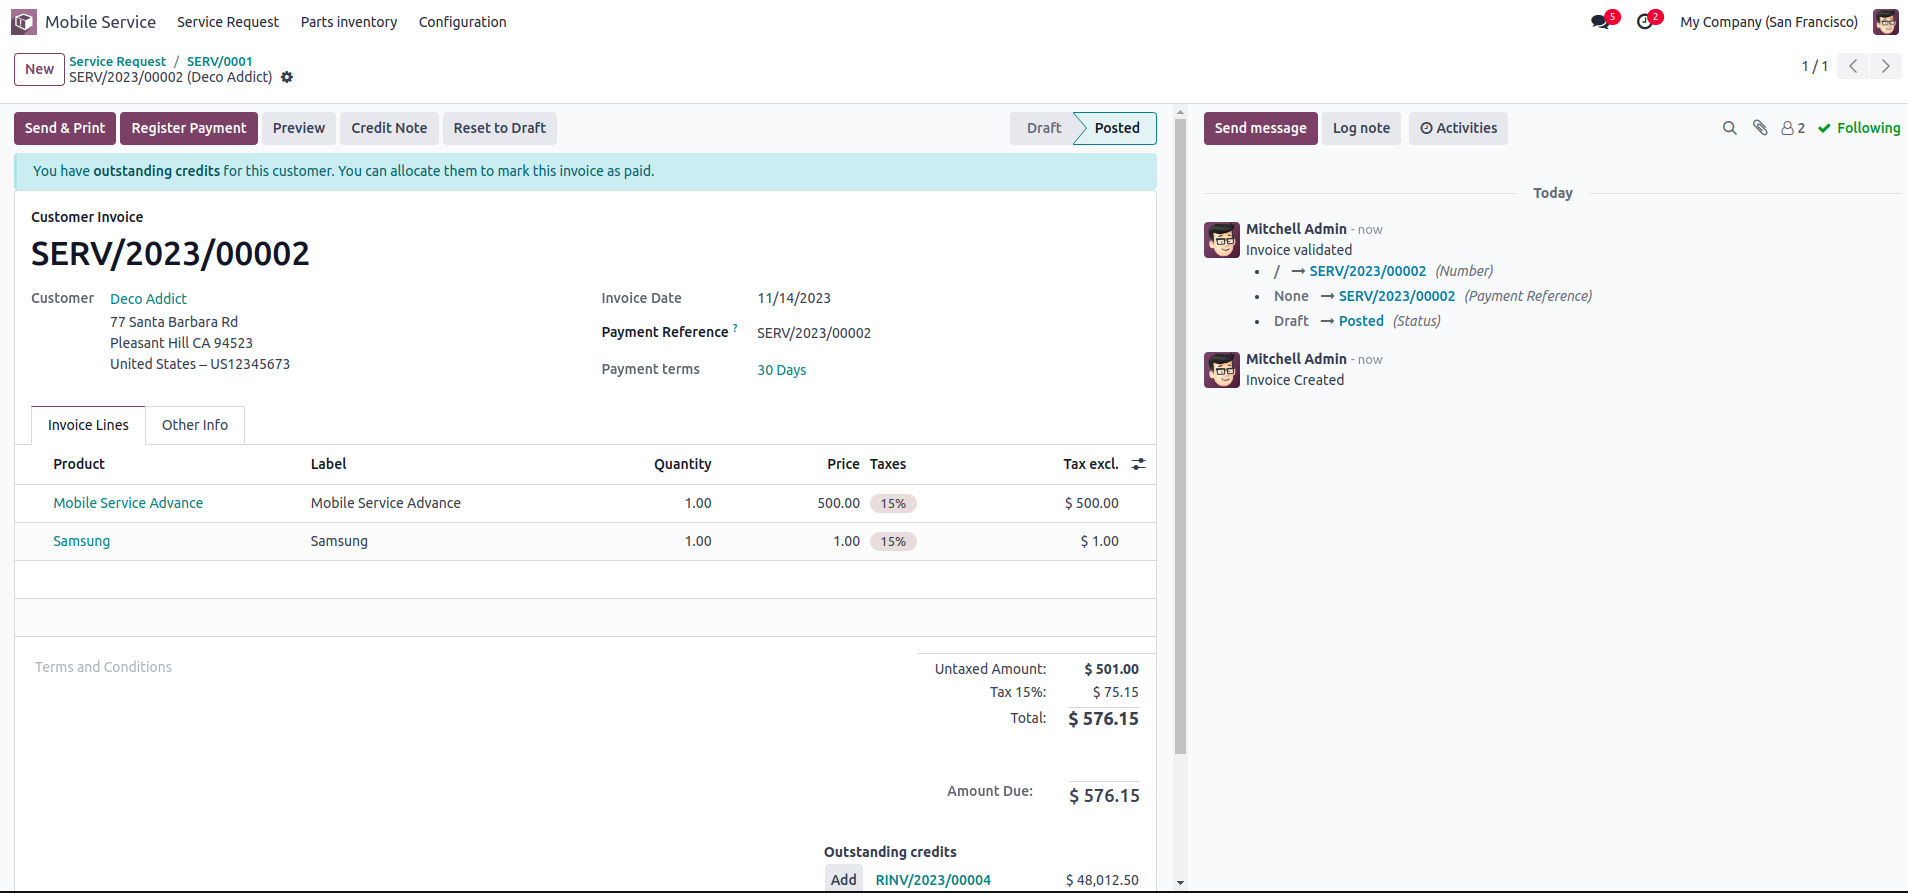 Mobile Service Service Request Parts inventory Configuration 5 2 My Company (San Francisco)
New Service Request / SERV/0001
SERV/2023/00002 (Deco Addict) 1 / 1
Send & Print Register Payment Preview Credit Note Reset to Draft Draft Posted
You have outstanding credits for this customer. You can allocate them to mark this invoice as paid.
Customer Invoice
SERV/2023/00002
Customer Deco Addict
77 Santa Barbara Rd
Pleasant Hill CA 94523
United States – US12345673
Invoice Date 11/14/2023
Payment Reference ? SERV/2023/00002
Payment terms 30 Days
Invoice Lines Other Info
Product Label Quantity Price Taxes Tax excl.
Mobile Service Advance Mobile Service Advance 1.00 500.00 15% $ 500.00
Samsung Samsung 1.00 1.00 15% $ 1.00
Terms and Conditions
Untaxed Amount: $ 501.00
Tax 15%: $ 75.15
Total: $ 576.15
Amount Due: $ 576.15
Outstanding credits
Add RINV/2023/00004 $ 48,012.50
Send message Log note Activities 2 Following
Today
Mitchell Admin - now
Invoice validated
• / → SERV/2023/00002 (Number)
• None → SERV/2023/00002 (Payment Reference)
• Draft → Posted (Status)
Mitchell Admin - now
Invoice Created